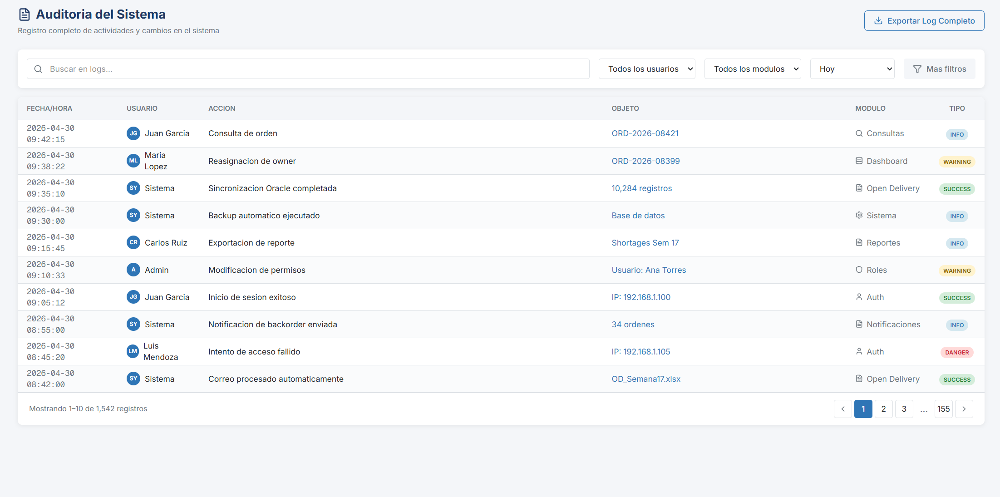 Auditoria del Sistema
Registro completo de actividades y cambios en el sistema
Exportar Log Completo
Buscar en logs...
Todos los usuarios
Todos los modulos
Hoy
Mas filtros
FECHA/HORA USUARIO ACCION OBJETO MODULO TIPO
2026-04-30 09:42:15 JG Juan Garcia Consulta de orden ORD-2026-08421 Consultas INFO
2026-04-30 09:38:22 ML Maria Lopez Reasignacion de owner ORD-2026-08399 Dashboard WARNING
2026-04-30 09:35:10 SY Sistema Sincronizacion Oracle completada 10,284 registros Open Delivery SUCCESS
2026-04-30 09:30:00 SY Sistema Backup automatico ejecutado Base de datos Sistema INFO
2026-04-30 09:15:45 CR Carlos Ruiz Exportacion de reporte Shortages Sem 17 Reportes INFO
2026-04-30 09:10:33 A Admin Modificacion de permisos Usuario: Ana Torres Roles WARNING
2026-04-30 09:05:12 JG Juan Garcia Inicio de sesion exitoso IP: 192.168.1.100 Auth SUCCESS
2026-04-30 08:55:00 SY Sistema Notificacion de backorder enviada 34 ordenes Notificaciones INFO
2026-04-30 08:45:20 LM Luis Mendoza Intento de acceso fallido IP: 192.168.1.105 Auth DANGER
2026-04-30 08:42:00 SY Sistema Correo procesado automaticamente OD_Semana17.xlsx Open Delivery SUCCESS
Mostrando 1–10 de 1,542 registros
1 2 3 ... 155